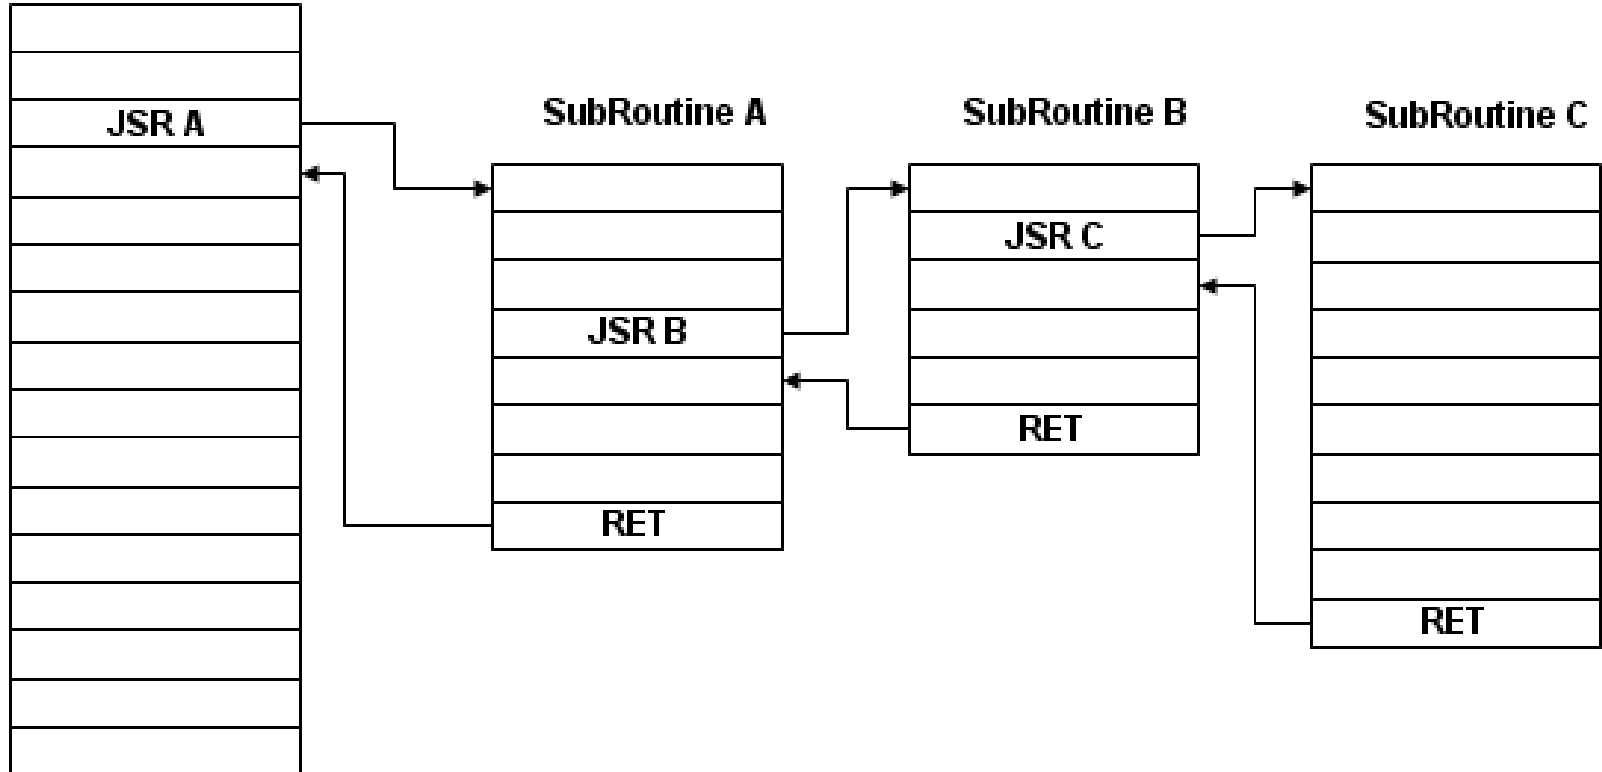 SubRoutine A
SubRoutine B
SubRoutine C
JSR A
JSR C
JSR B
RET
RET
RET